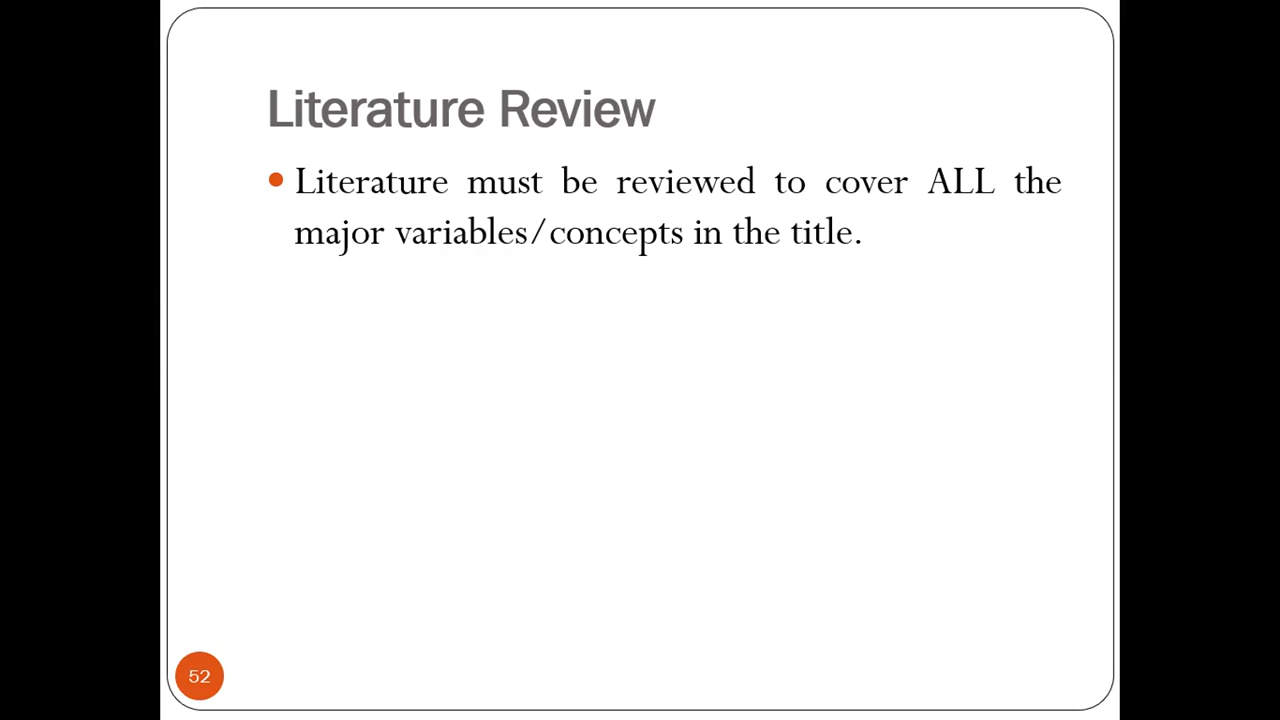 Literature Review
Literature must be reviewed to cover ALL the
major variables/concepts in the title.
52